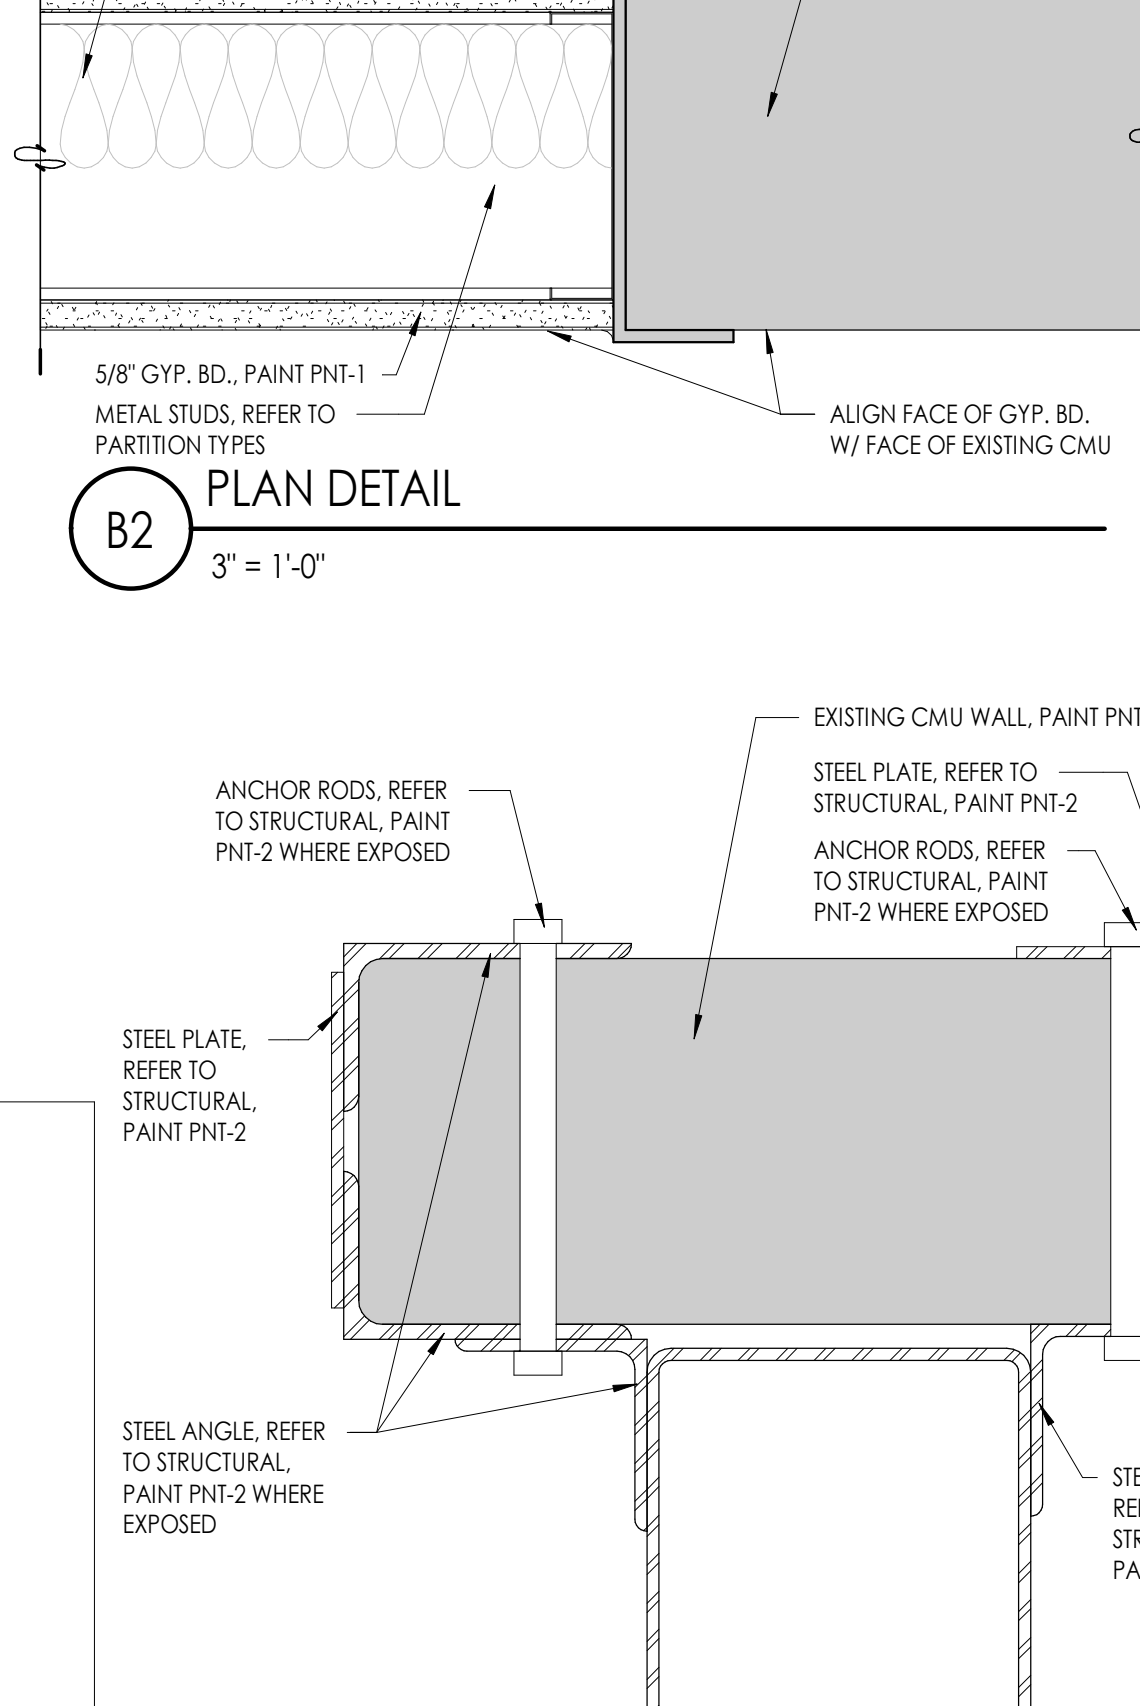 5/8" GYP. BD., PAINT PNT-1
METAL STUDS, REFER TO
PARTITION TYPES
ALIGN FACE OF GYP. BD.
W/ FACE OF EXISTING CMU
B2
PLAN DETAIL
3" = 1'-0"
EXISTING CMU WALL, PAINT PNT
STEEL PLATE, REFER TO
STRUCTURAL, PAINT PNT-2
ANCHOR RODS, REFER
TO STRUCTURAL, PAINT
PNT-2 WHERE EXPOSED
ANCHOR RODS, REFER
TO STRUCTURAL, PAINT
PNT-2 WHERE EXPOSED
STEEL PLATE,
REFER TO
STRUCTURAL,
PAINT PNT-2
STEEL ANGLE, REFER
TO STRUCTURAL,
PAINT PNT-2 WHERE
EXPOSED